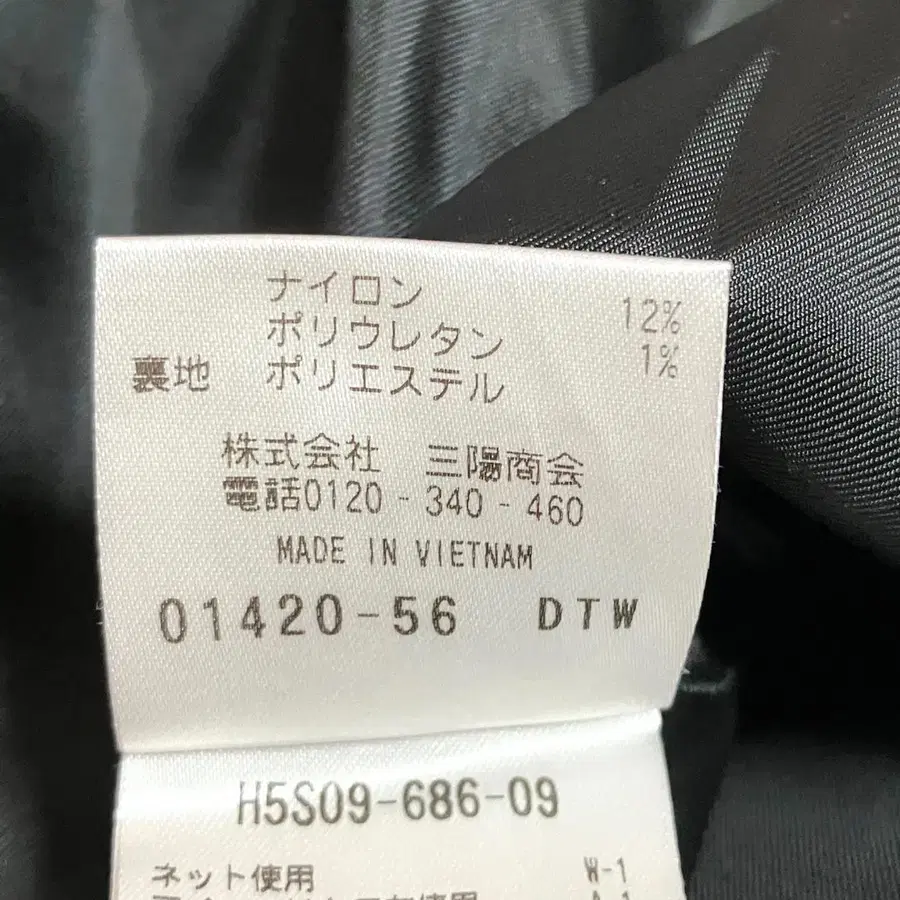 ナイロン 12%
ポリウレタン 1%
裏地 ポリエステル
株式会社 三陽商会
電話0120-340-460
MADE IN VIETNAM
01420-56 DTW
H5S09-686-09
ネット使用 W-1